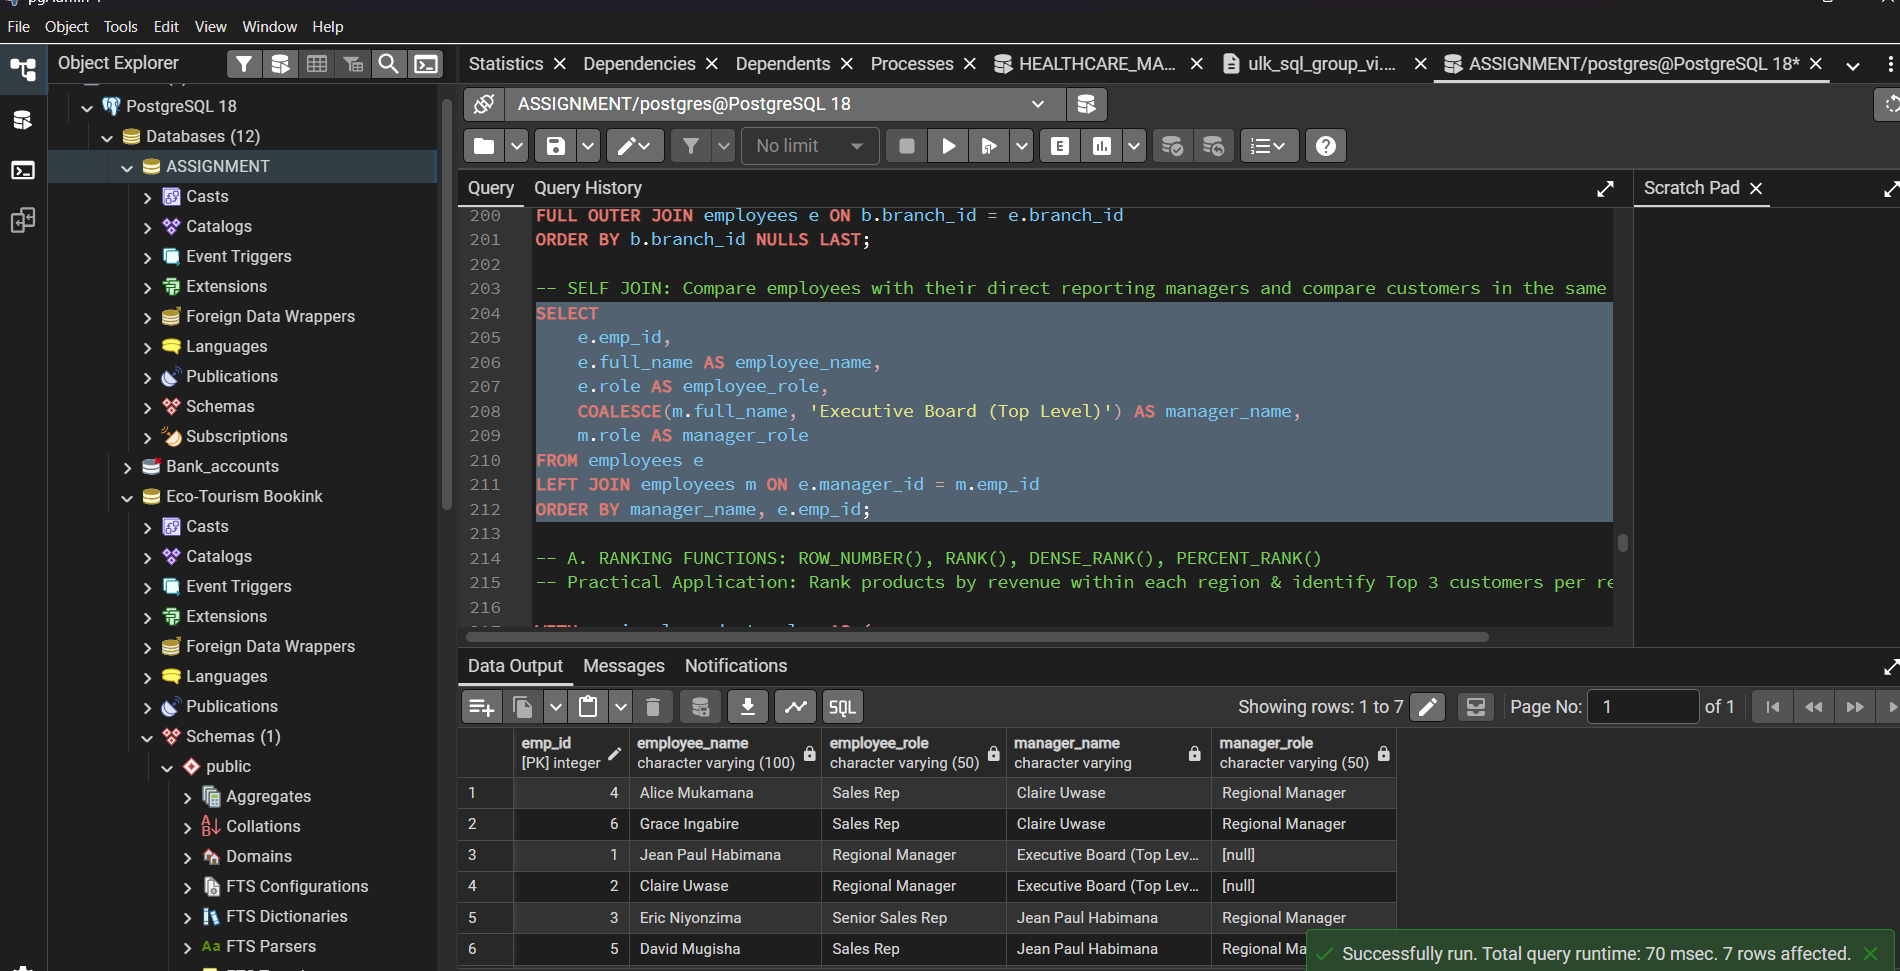 File Object Tools Edit View Window Help
Object Explorer
Statistics Dependencies Dependents Processes HEALTHCARE_MA... ulk_sql_group_vi.... ASSIGNMENT/postgres@PostgreSQL 18*
PostgreSQL 18
Databases (12)
ASSIGNMENT
Casts
Catalogs
Event Triggers
Extensions
Foreign Data Wrappers
Languages
Publications
Schemas
Subscriptions
Bank_accounts
Eco-Tourism Bookink
Casts
Catalogs
Event Triggers
Extensions
Foreign Data Wrappers
Languages
Publications
Schemas (1)
public
Aggregates
Collations
Domains
FTS Configurations
FTS Dictionaries
Aa FTS Parsers
ASSIGNMENT/postgres@PostgreSQL 18
No limit
E
Query Query History
Scratch Pad
200 FULL OUTER JOIN employees e ON b.branch_id = e.branch_id
201 ORDER BY b.branch_id NULLS LAST;
202
203 -- SELF JOIN: Compare employees with their direct reporting managers and compare customers in the same
204 SELECT
205 e.emp_id,
206 e.full_name AS employee_name,
207 e.role AS employee_role,
208 COALESCE(m.full_name, 'Executive Board (Top Level)') AS manager_name,
209 m.role AS manager_role
210 FROM employees e
211 LEFT JOIN employees m ON e.manager_id = m.emp_id
212 ORDER BY manager_name, e.emp_id;
213
214 -- A. RANKING FUNCTIONS: ROW_NUMBER(), RANK(), DENSE_RANK(), PERCENT_RANK()
215 -- Practical Application: Rank products by revenue within each region & identify Top 3 customers per re
216
Data Output Messages Notifications
SQL
Showing rows: 1 to 7 Page No: 1 of 1
emp_id employee_name employee_role manager_name manager_role
[PK] integer character varying (100) character varying (50) character varying character varying (50)
1 4 Alice Mukamana Sales Rep Claire Uwase Regional Manager
2 6 Grace Ingabire Sales Rep Claire Uwase Regional Manager
3 1 Jean Paul Habimana Regional Manager Executive Board (Top Lev... [null]
4 2 Claire Uwase Regional Manager Executive Board (Top Lev... [null]
5 3 Eric Niyonzima Senior Sales Rep Jean Paul Habimana Regional Manager
6 5 David Mugisha Sales Rep Jean Paul Habimana Regional Ma
Successfully run. Total query runtime: 70 msec. 7 rows affected.